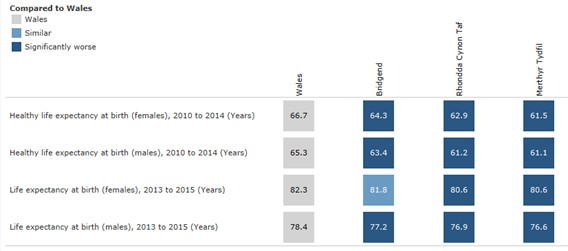 Compared to Wales
Wales
Similar
Significantly worse
Wales
Bridgend
Rhondda Cynon Taf
Merthyr Tydfil
Healthy life expectancy at birth (females), 2010 to 2014 (Years) 66.7 64.3 62.9 61.5
Healthy life expectancy at birth (males), 2010 to 2014 (Years) 65.3 63.4 61.2 61.1
Life expectancy at birth (females), 2013 to 2015 (Years) 82.3 81.8 80.6 80.6
Life expectancy at birth (males), 2013 to 2015 (Years) 78.4 77.2 76.9 76.6